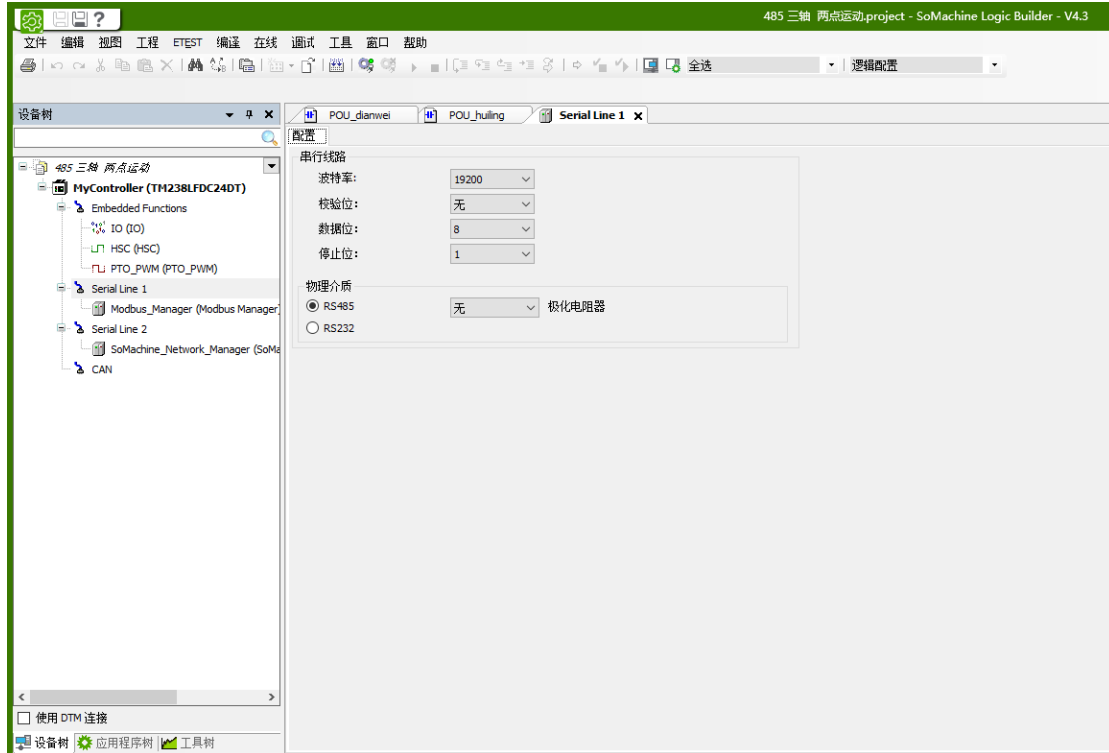 485 三轴 两点运动.project - SoMachine Logic Builder - V4.3
文件 编辑 视图 工程 ETEST 编译 在线 调试 工具 窗口 帮助
全选 逻辑配置
设备树
POU_dianwei POU_huiling Serial Line 1
配置
485 三轴 两点运动
MyController (TM238LFDC24DT)
Embedded Functions
IO (IO)
HSC (HSC)
PTO_PWM (PTO_PWM)
Serial Line 1
Modbus_Manager (Modbus Manager)
Serial Line 2
SoMachine_Network_Manager (SoMa
CAN
串行线路
波特率: 19200
校验位: 无
数据位: 8
停止位: 1
物理介质
RS485 无 极化电阻器
RS232
使用 DTM 连接
设备树 应用程序树 工具树